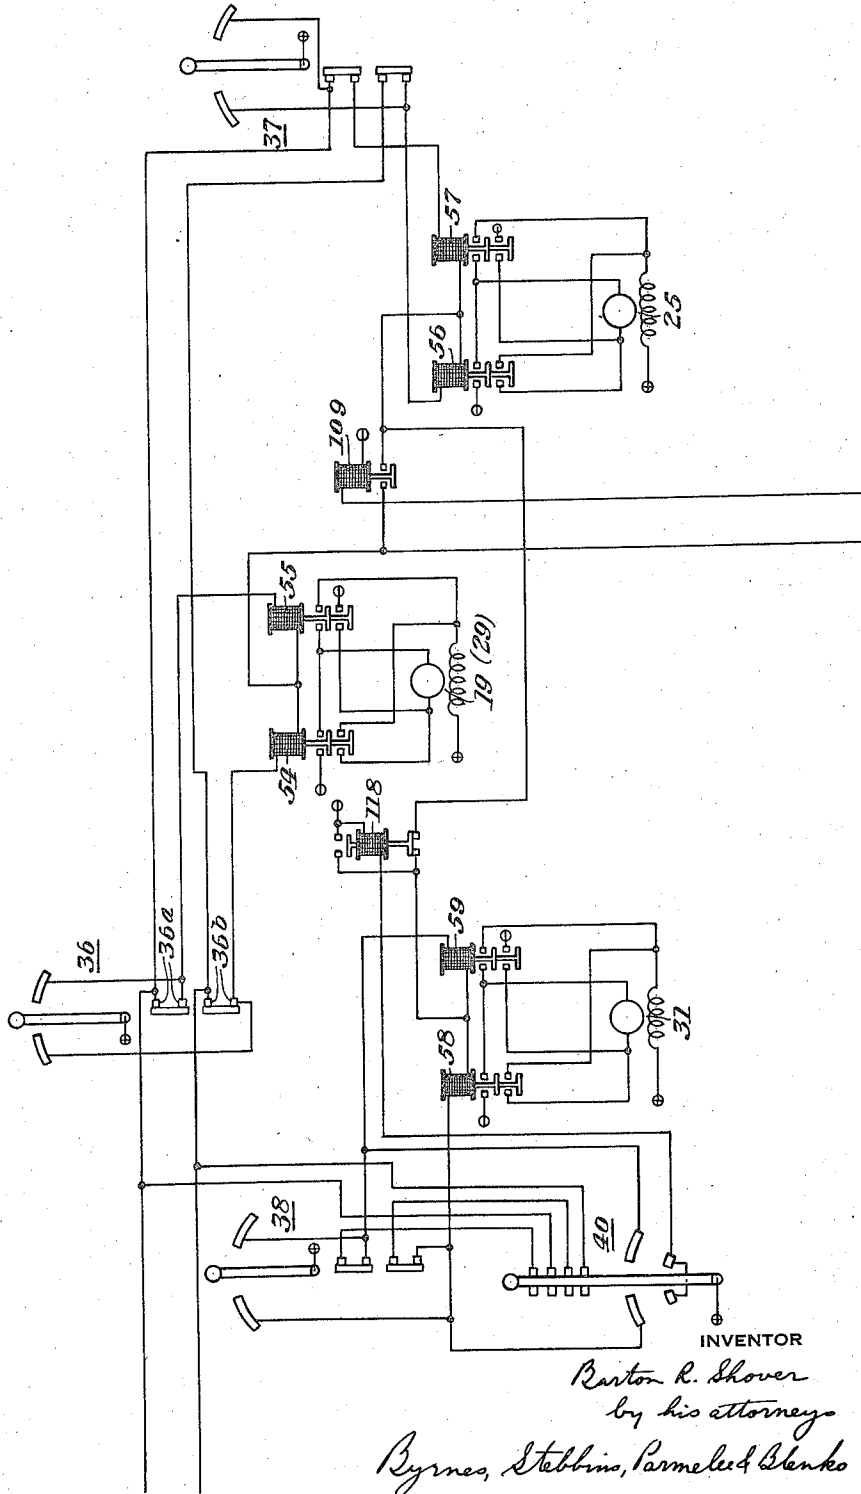 37
57
25
56
109
55
19 (29)
54
118
36
36a
36b
59
31
58
38
40
INVENTOR
Barton R. Shover
by his attorneys
Byrnes, Stebbins, Parmelee & Blenko